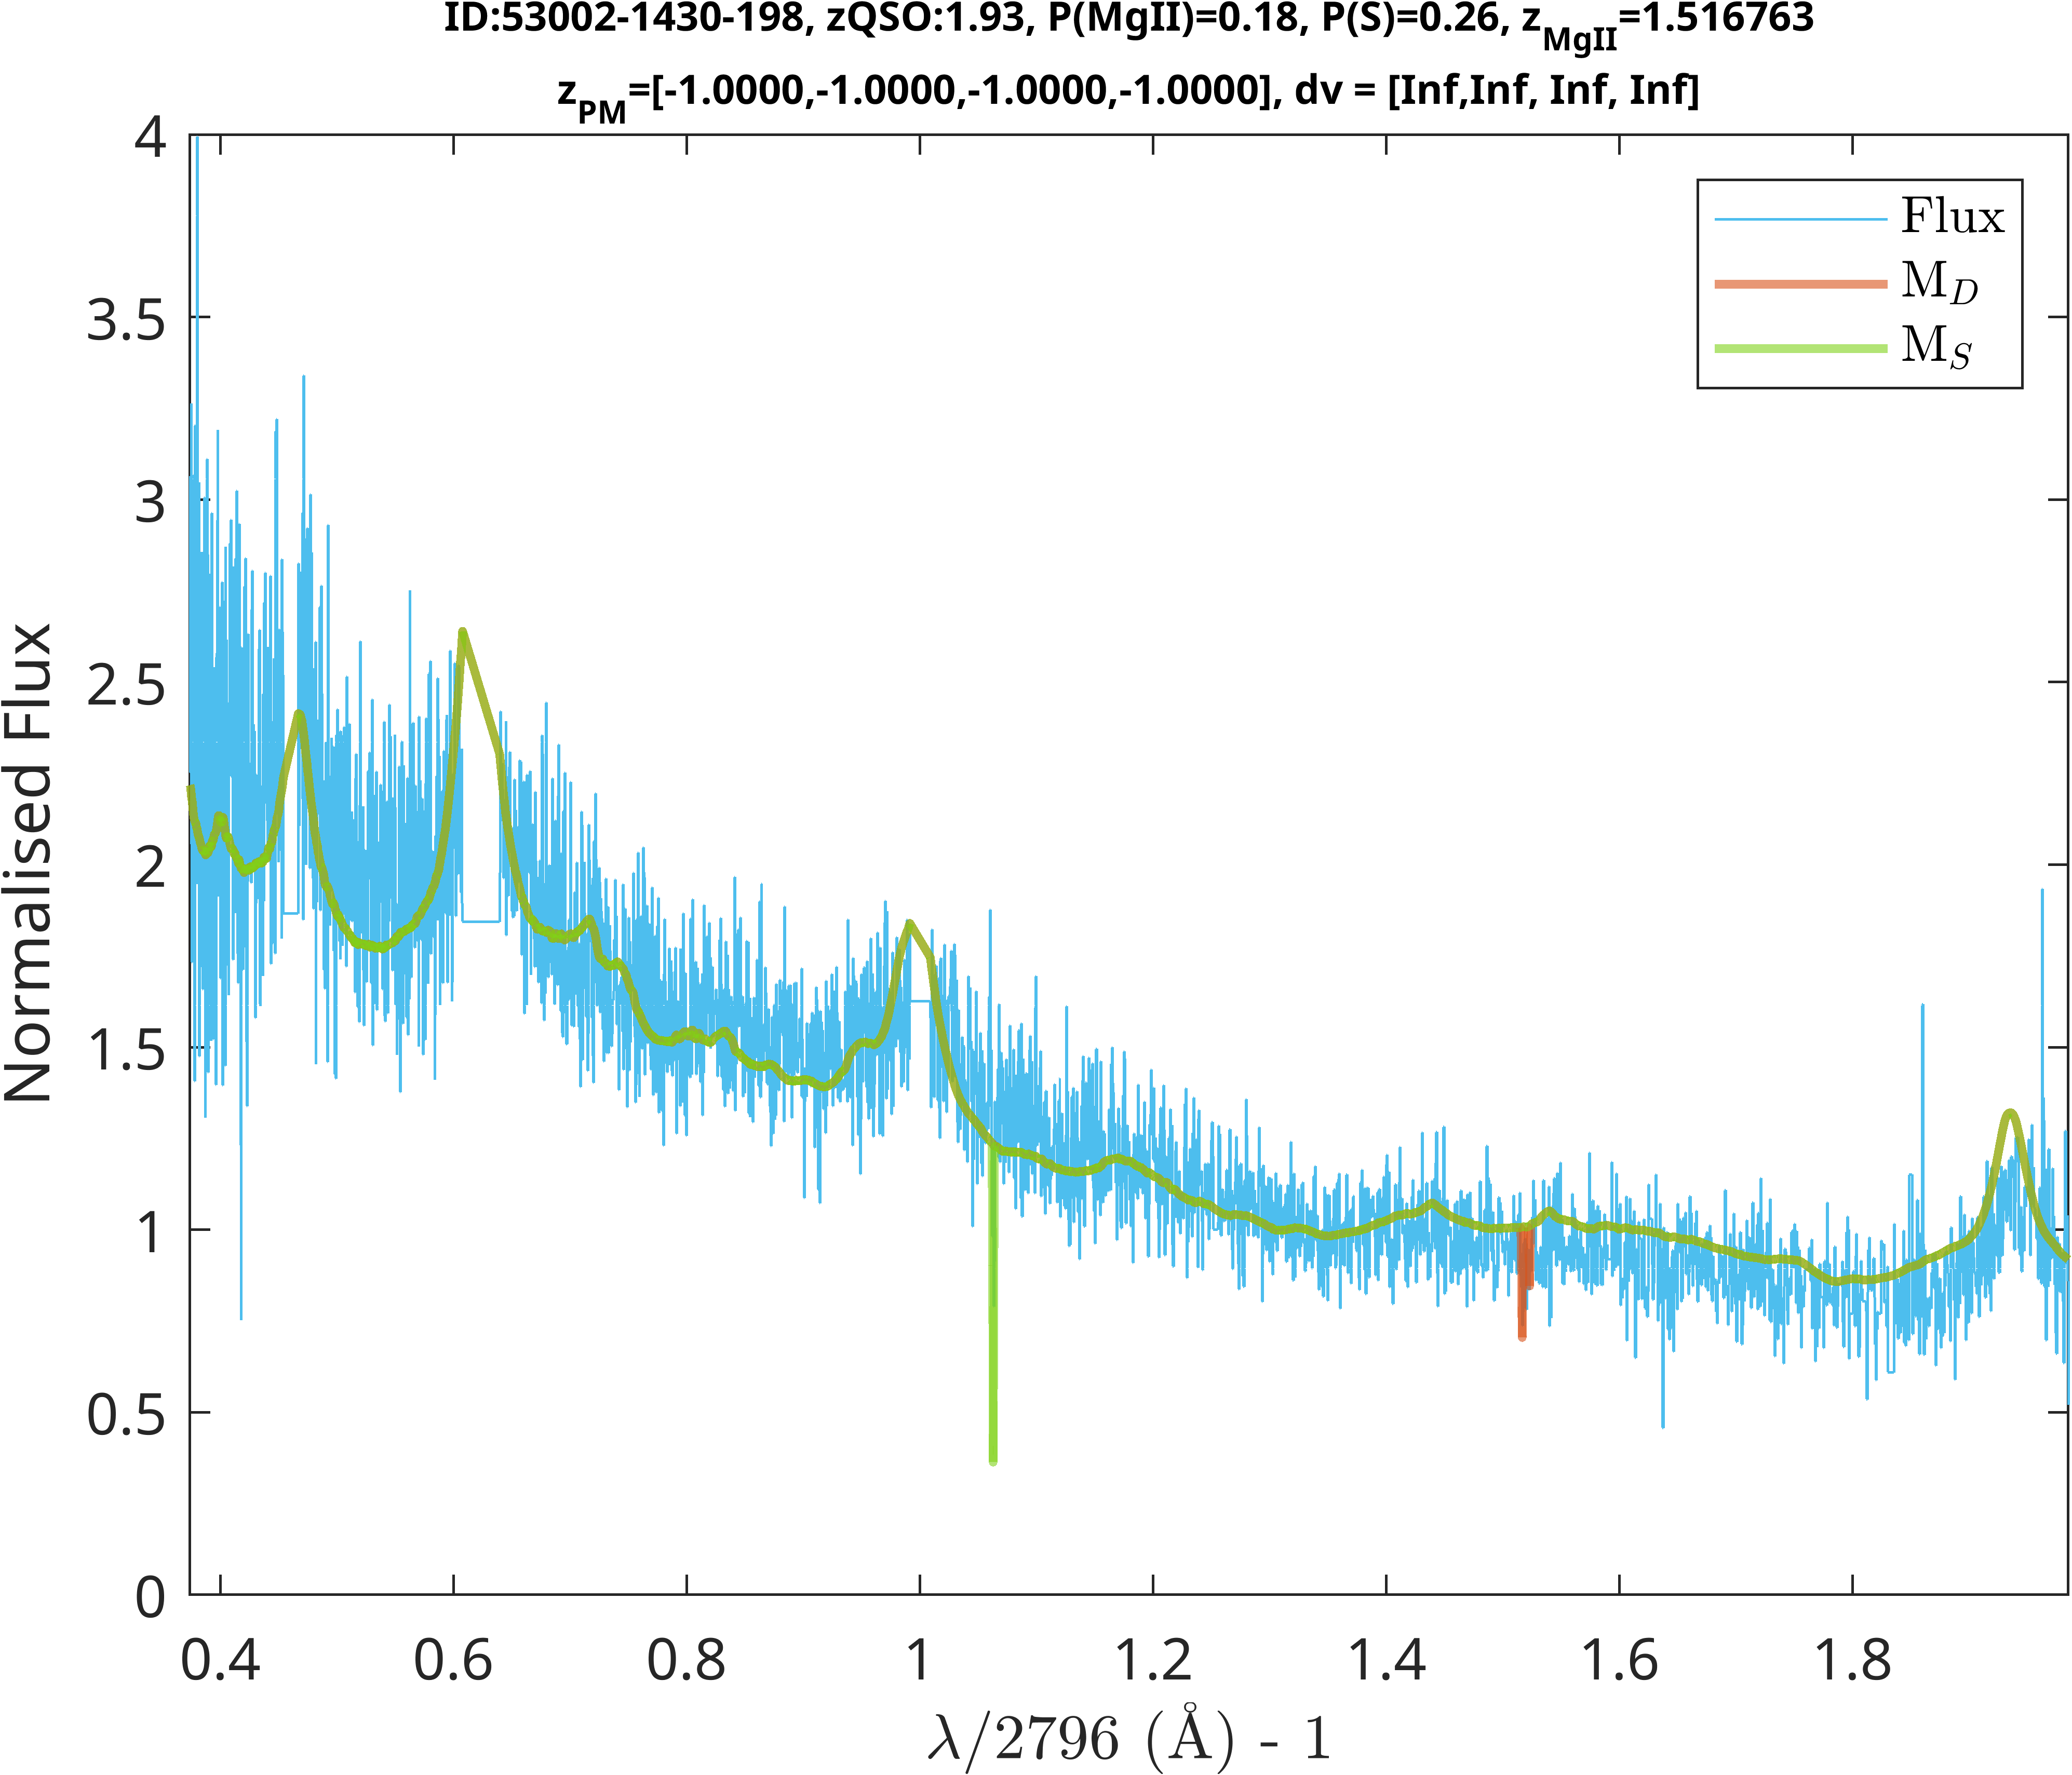 ID:53002-1430-198, zQSO:1.93, P(MgII)=0.18, P(S)=0.26, zMgII=1.516763
zPM=[-1.0000,-1.0000,-1.0000,-1.0000], dv = [Inf,Inf, Inf, Inf]
4
3.5
3
2.5
2
1.5
1
0.5
0
Normalised Flux
Flux
MD
MS
0.4 0.6 0.8 1 1.2 1.4 1.6 1.8
λ/2796 (Å) - 1